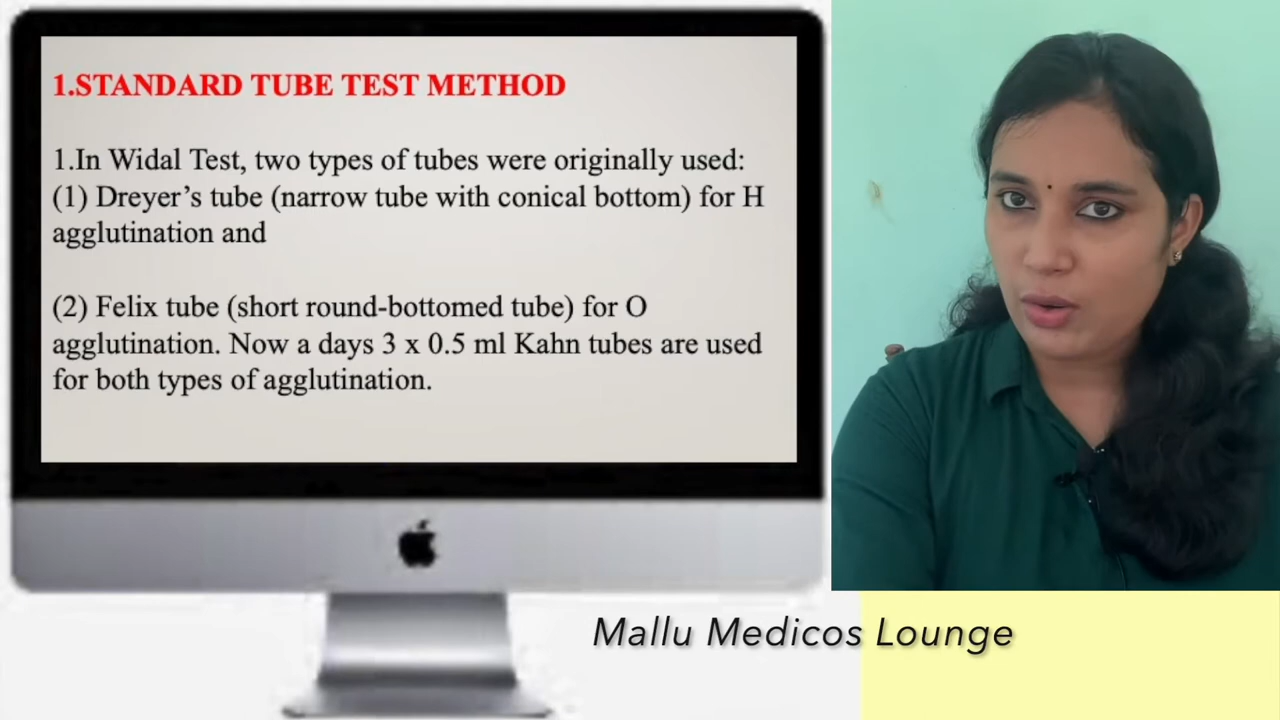 1.STANDARD TUBE TEST METHOD
1.In Widal Test, two types of tubes were originally used:
(1) Dreyer’s tube (narrow tube with conical bottom) for H
agglutination and
(2) Felix tube (short round-bottomed tube) for O
agglutination. Now a days 3 x 0.5 ml Kahn tubes are used
for both types of agglutination.
Mallu Medicos Lounge